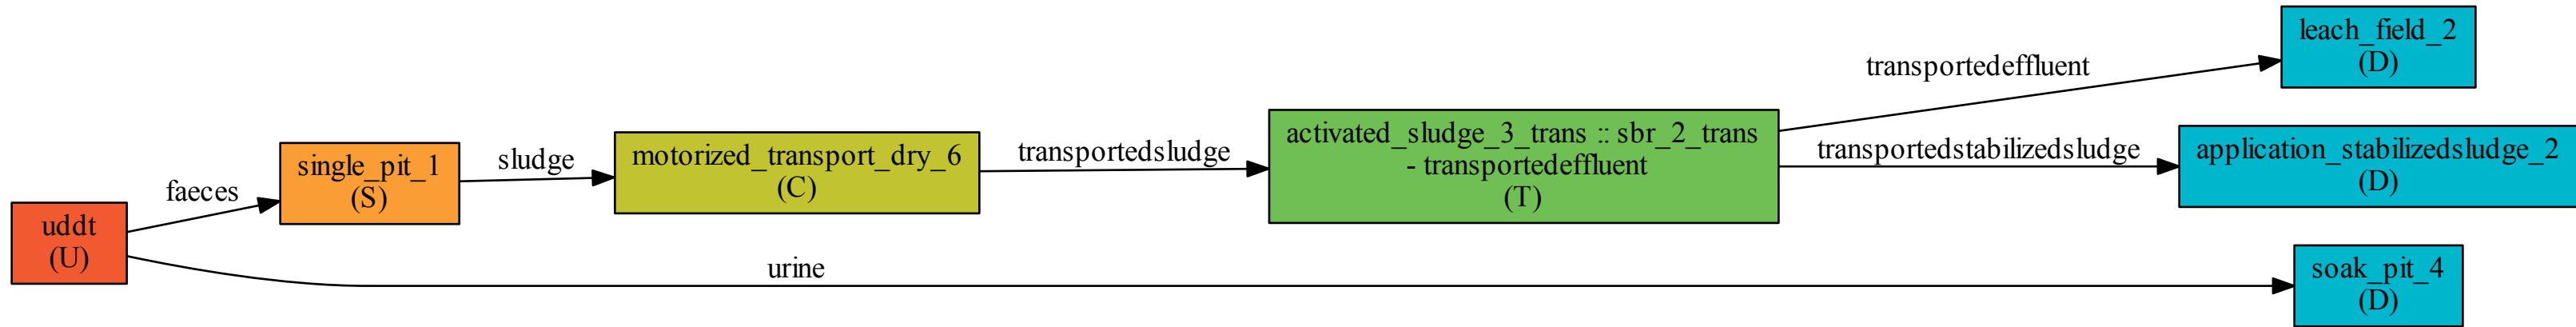 uddt
(U)
faeces
urine
single_pit_1
(S)
sludge
motorized_transport_dry_6
(C)
transportedsludge
activated_sludge_3_trans :: sbr_2_trans
- transportedeffluent
(T)
transportedeffluent
transportedstabilizedsludge
leach_field_2
(D)
application_stabilizedsludge_2
(D)
soak_pit_4
(D)